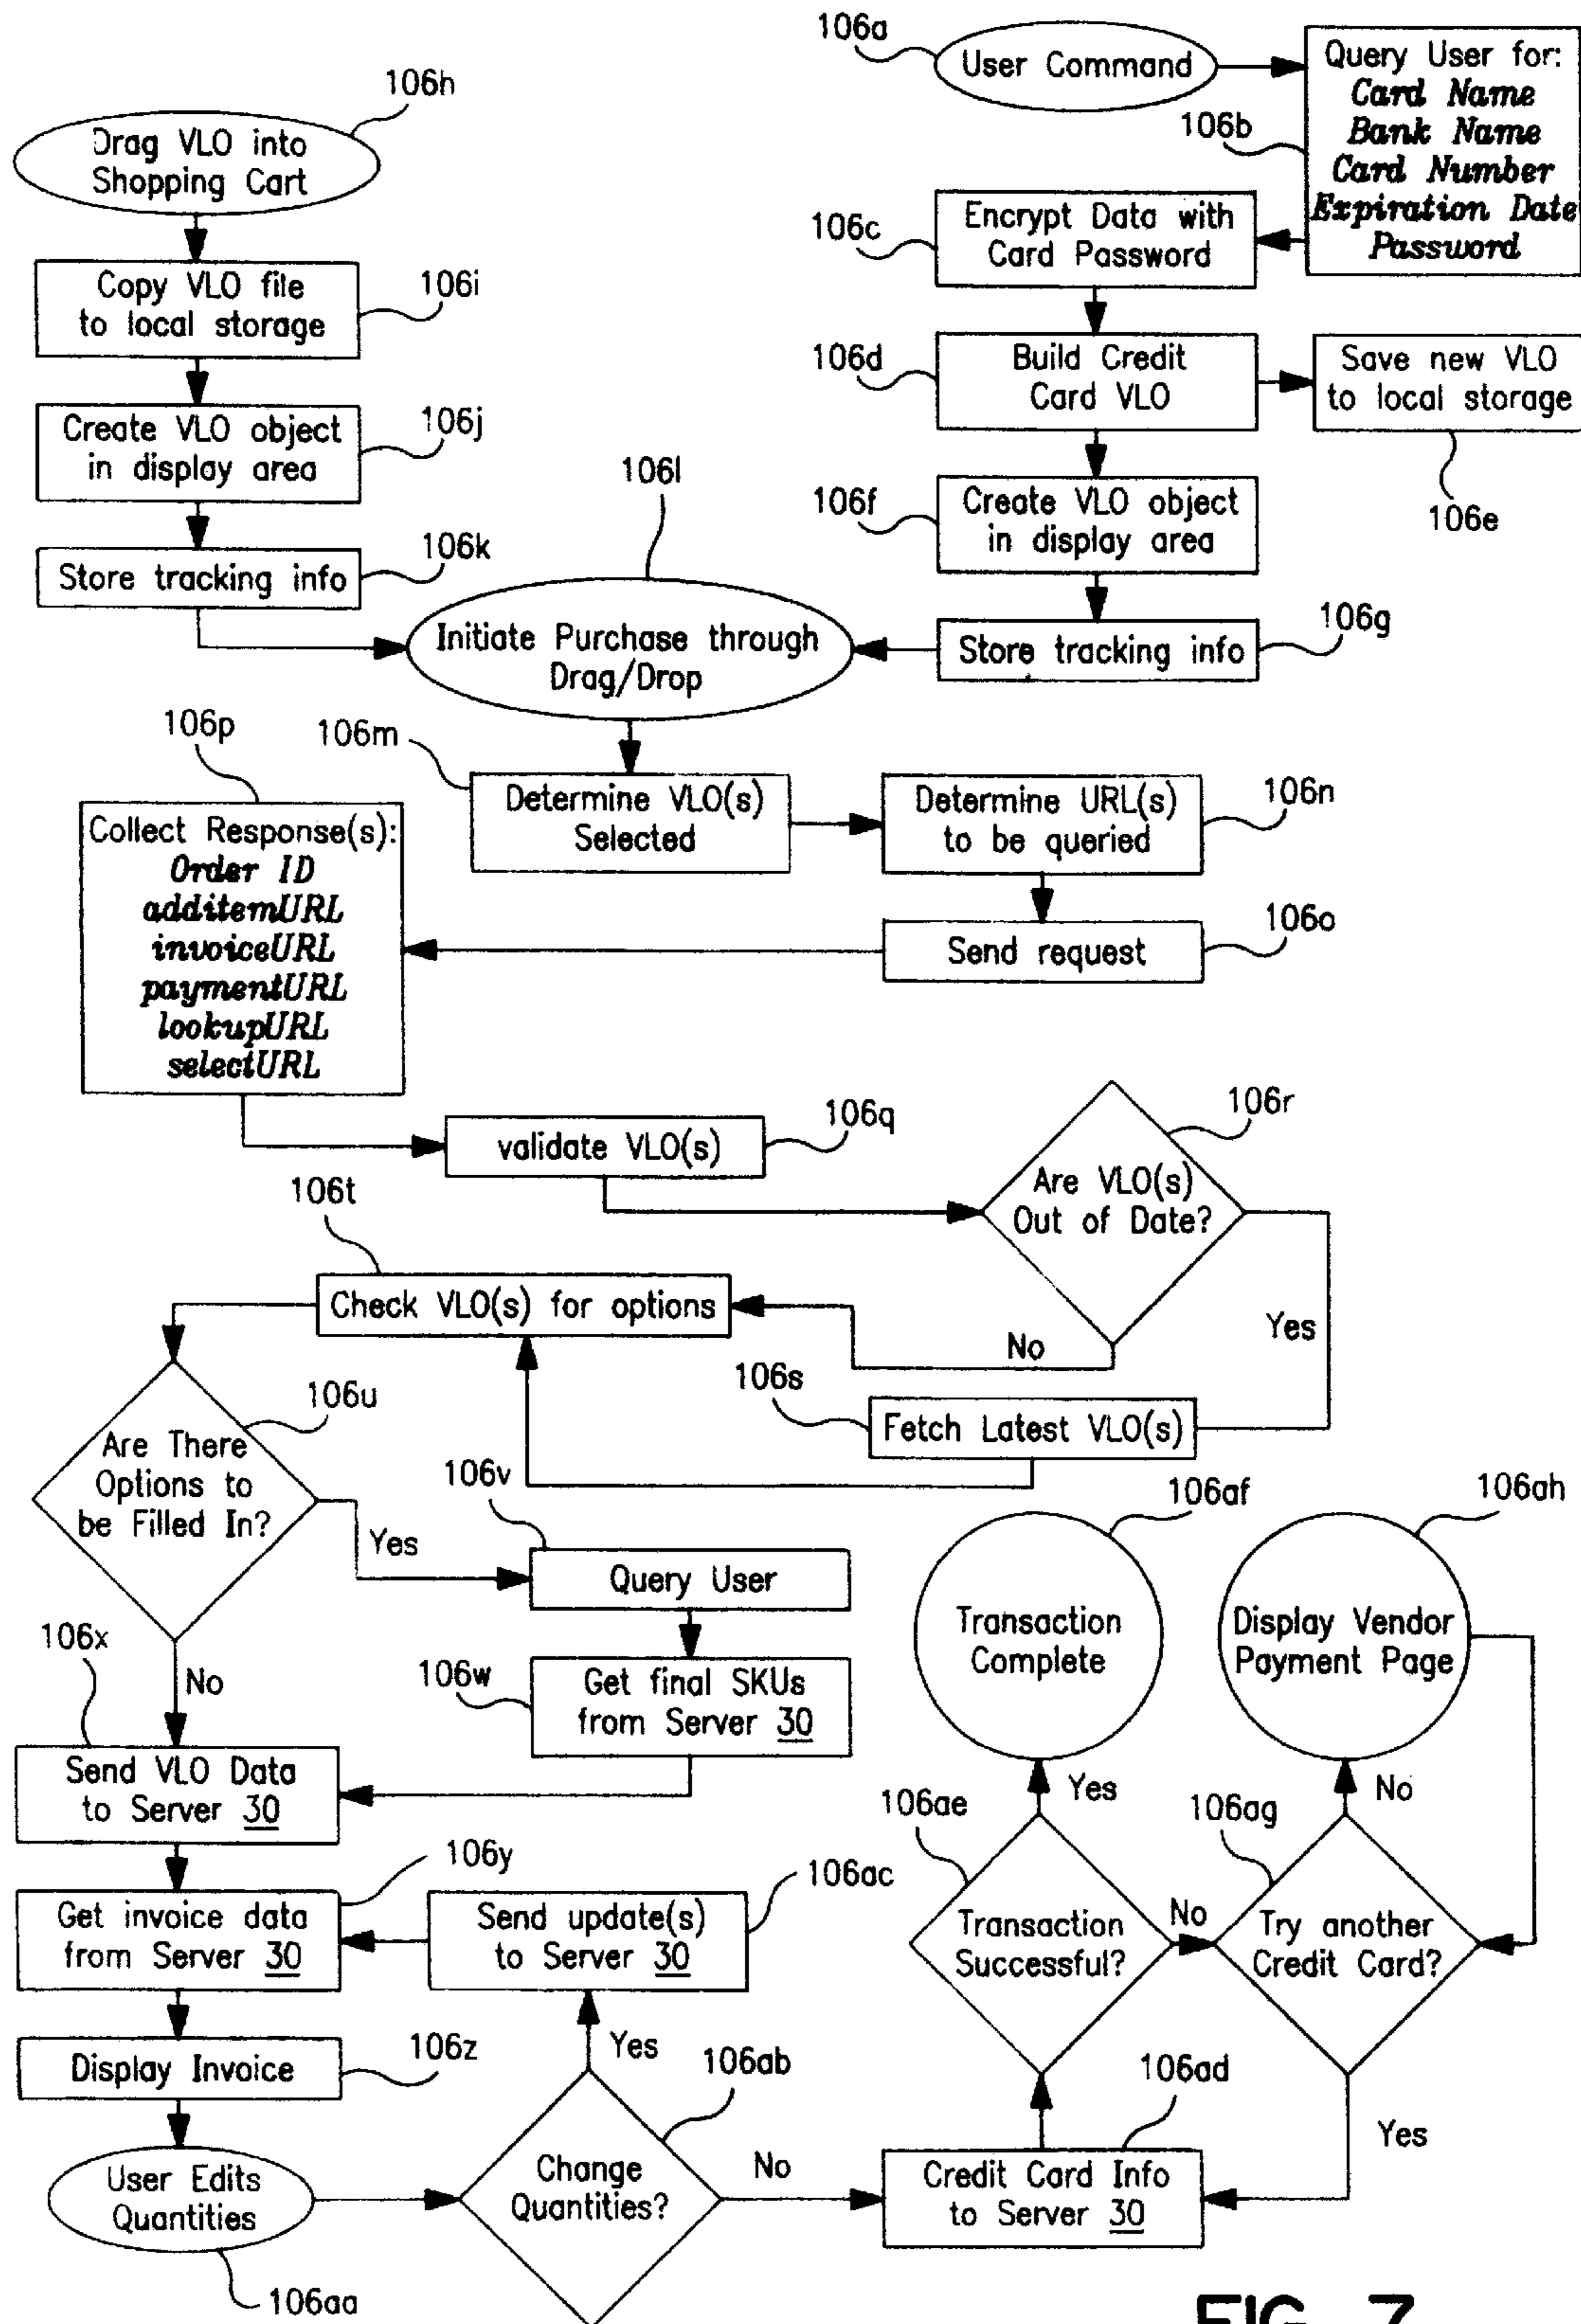 106a
User Command
Query User for:
Card Name
Bank Name
Card Number
Expiration Date
Password
106b
106h
Drag VLO into
Shopping Cart
106c
Encrypt Data with
Card Password
Copy VLO file
to local storage
106i
106d
Build Credit
Card VLO
Save new VLO
to local storage
106e
Create VLO object
in display area
106j
106f
Create VLO object
in display area
Store tracking info
106k
106l
Initiate Purchase through
Drag/Drop
Store tracking info
106g
106p
106m
Collect Response(s):
Order ID
additemURL
invoiceURL
paymentURL
lookupURL
selectURL
Determine VLO(s)
Selected
Determine URL(s)
to be queried
106n
Send request
106o
validate VLO(s)
106q
106r
Are VLO(s)
Out of Date?
106t
Check VLO(s) for options
No
Yes
106s
Fetch Latest VLO(s)
106u
Are There
Options to
be Filled In?
Yes
No
106v
Query User
106w
Get final SKUs
from Server 30
106x
Send VLO Data
to Server 30
106y
Get invoice data
from Server 30
106ac
Send update(s)
to Server 30
Display Invoice
106z
User Edits
Quantities
106aa
Yes
106ab
Change
Quantities?
No
106af
Transaction
Complete
106ah
Display Vendor
Payment Page
Yes
No
106ae
Transaction
Successful?
No
106ag
Try another
Credit Card?
Yes
106ad
Credit Card Info
to Server 30
FIG. 7